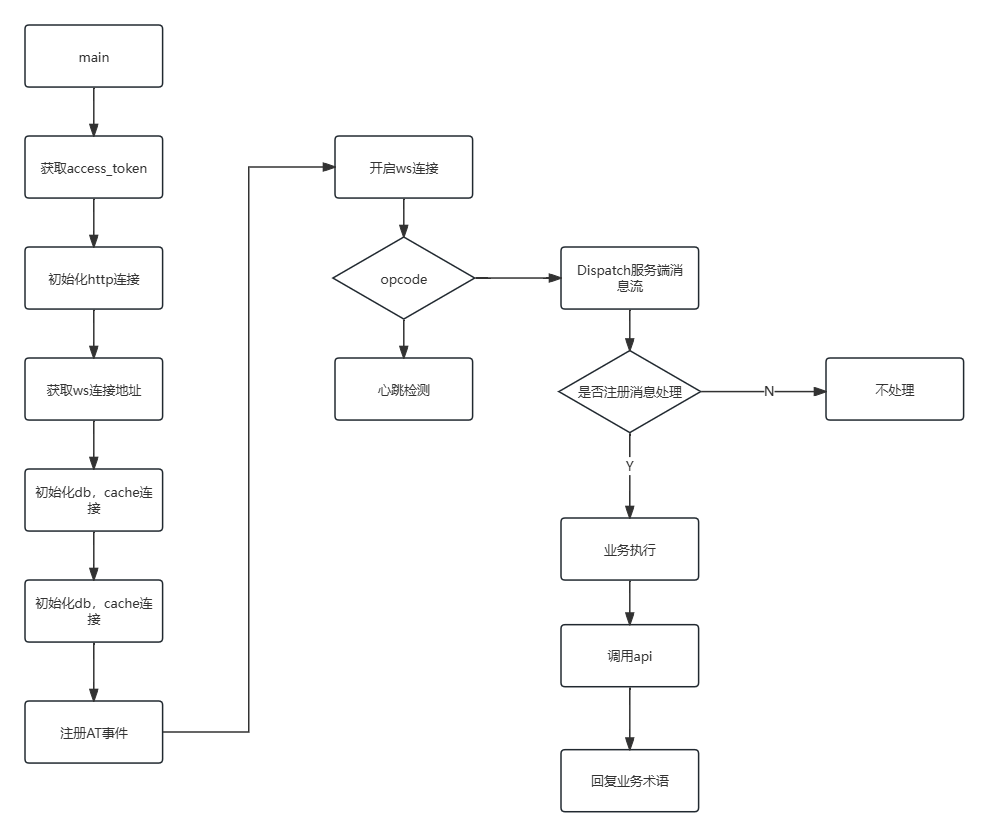 main
获取access_token
初始化http连接
获取ws连接地址
初始化db，cache连
接
初始化db，cache连
接
注册AT事件
开启ws连接
opcode
心跳检测
Dispatch服务端消
息流
是否注册消息处理
N
不处理
Y
业务执行
调用api
回复业务术语